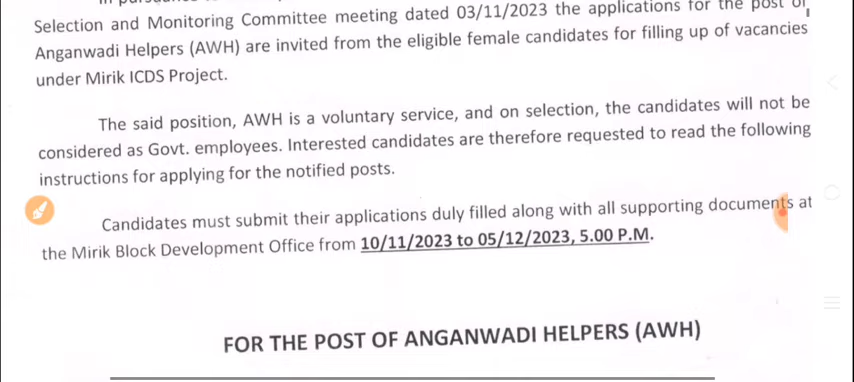 Selection and Monitoring Committee meeting dated 03/11/2023 the applications for the post of
Anganwadi Helpers (AWH) are invited from the eligible female candidates for filling up of vacancies
under Mirik ICDS Project.
The said position, AWH is a voluntary service, and on selection, the candidates will not be
considered as Govt. employees. Interested candidates are therefore requested to read the following
instructions for applying for the notified posts.
Candidates must submit their applications duly filled along with all supporting documents at
the Mirik Block Development Office from 10/11/2023 to 05/12/2023, 5.00 P.M.
FOR THE POST OF ANGANWADI HELPERS (AWH)